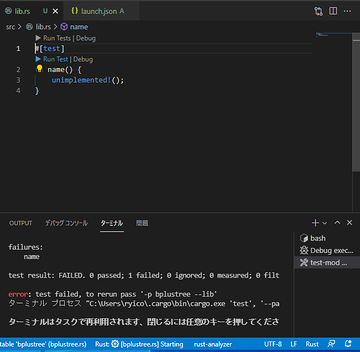 lib.rs U launch.json A
src > lib.rs > name
Run Tests | Debug
1 #[test]
Run Test | Debug
2 name() {
3 unimplemented!();
4 }
OUTPUT デバッグ コンソール ターミナル 問題
bash
Debug exec...
test-mod
failures:
name
test result: FAILED. 0 passed; 1 failed; 0 ignored; 0 measured; 0 filt
error: test failed, to rerun pass '-p bplustree --lib'
ターミナル プロセス "C:\Users\ryico\.cargo\bin\cargo.exe 'test', '--pa
ターミナルはタスクで再利用されます、閉じるには任意のキーを押してくださ
table 'bplustree' (bplustree.rs) Rust: [bplustree.rs] Starting rust-analyzer UTF-8 LF Rust